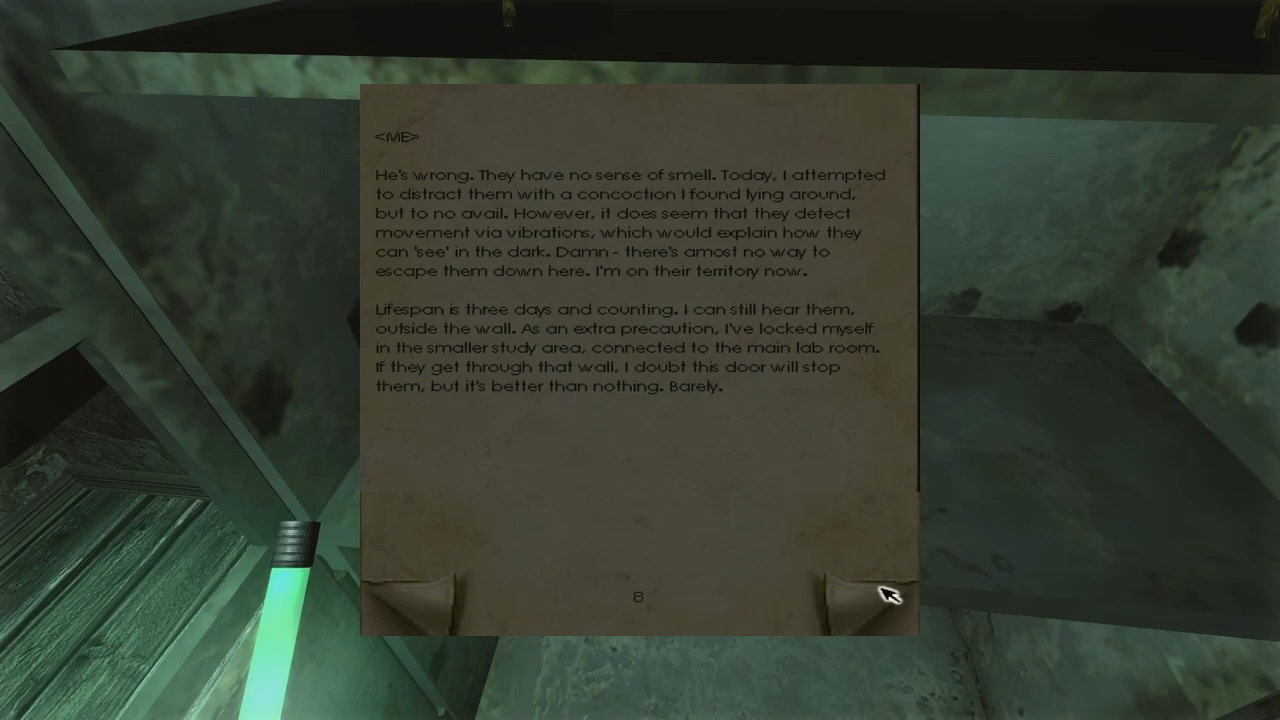 <ME>
He's wrong. They have no sense of smell. Today, I attempted
to distract them with a concoction I found lying around,
but to no avail. However, it does seem that they detect
movement via vibrations, which would explain how they
can 'see' in the dark. Damn - there's amost no way to
escape them down here. I'm on their territory now.
Lifespan is three days and counting. I can still hear them,
outside the wall. As an extra precaution, I've locked myself
in the smaller study area, connected to the main lab room.
If they get through that wall, I doubt this door will stop
them, but it's better than nothing. Barely.
8